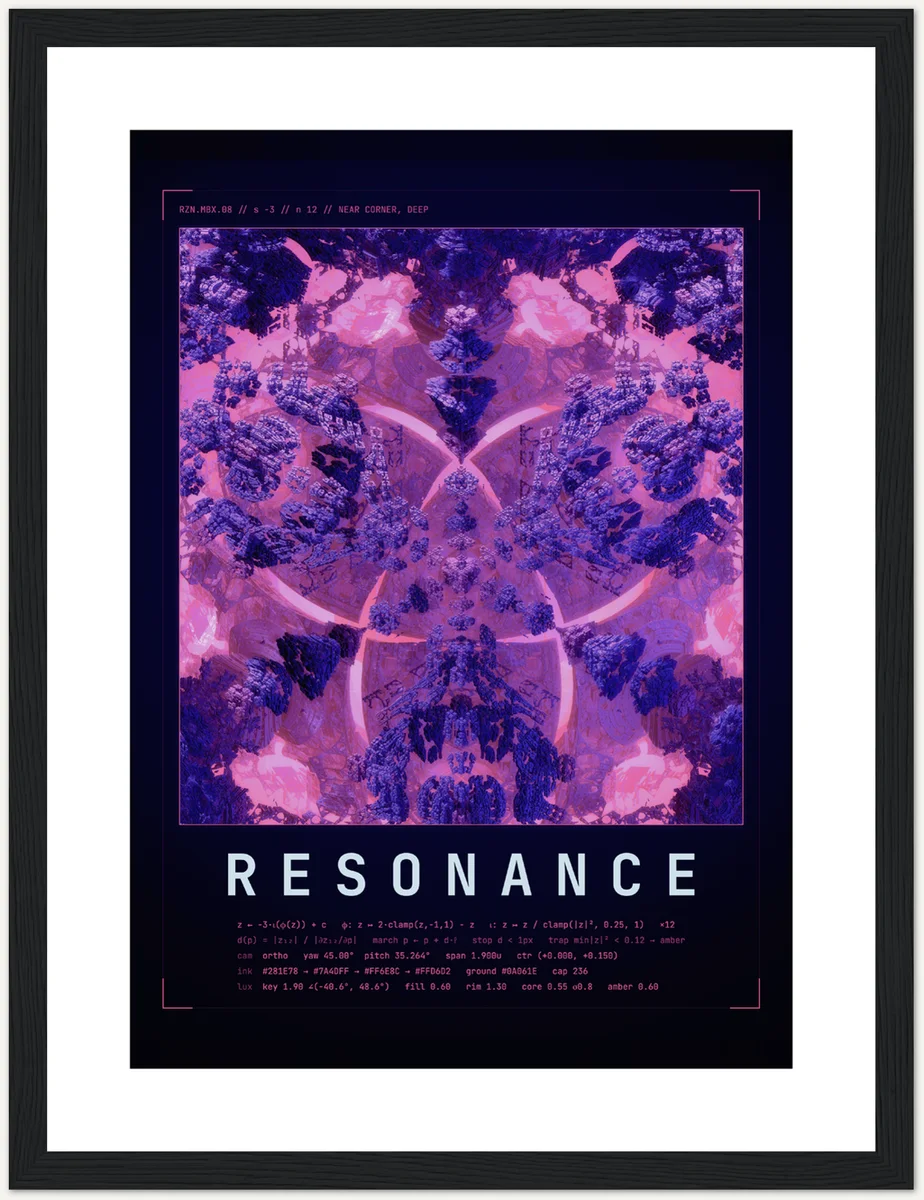 RZN.MBX.08 // s -3 // n 12 // NEAR CORNER, DEEP
RESONANCE
z ← -3·ι(ϕ(z)) + c ϕ: z ↦ 2·clamp(z,-1,1) - z ι: z ↦ z / clamp(|z|², 0.25, 1) ×12
d(p) = |z₁₂| / |∂z₁₂/∂p| march p ← p + d· stop d < 1px trap min|z|² < 0.12 → amber
cam ortho yaw 45.00° pitch 35.264° span 1.900u ctr (+0.000, +0.150)
ink #281E78 → #7A4DFF → #FF6E8C → #FFD6D2 ground #0A061E cap 236
lux key 1.90 ∠(-40.6°, 48.6°) fill 0.60 rim 1.30 core 0.55 σ0.8 amber 0.60